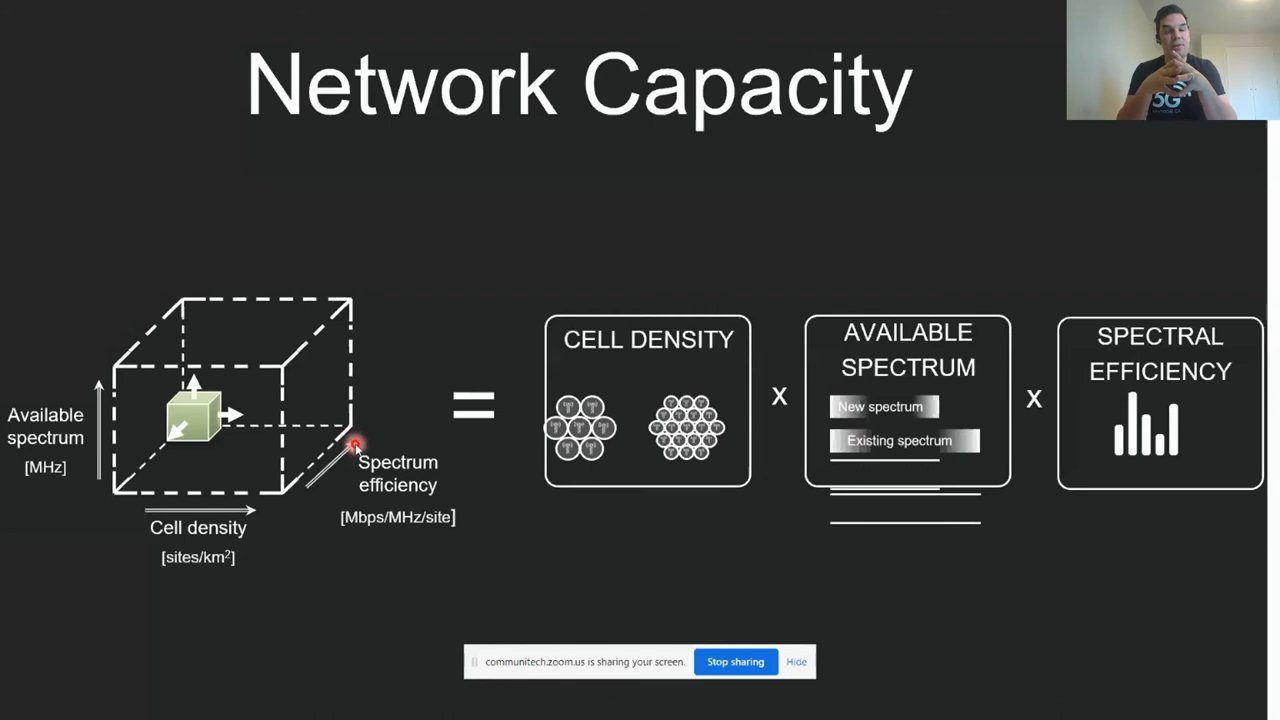 Network Capacity
5G
Available
spectrum
[MHz]
Cell density
[sites/km²]
Spectrum
efficiency
[Mbps/MHz/site]
=
CELL DENSITY
x
AVAILABLE
SPECTRUM
New spectrum
Existing spectrum
x
SPECTRAL
EFFICIENCY
communitech.zoom.us is sharing your screen.
Stop sharing
Hide